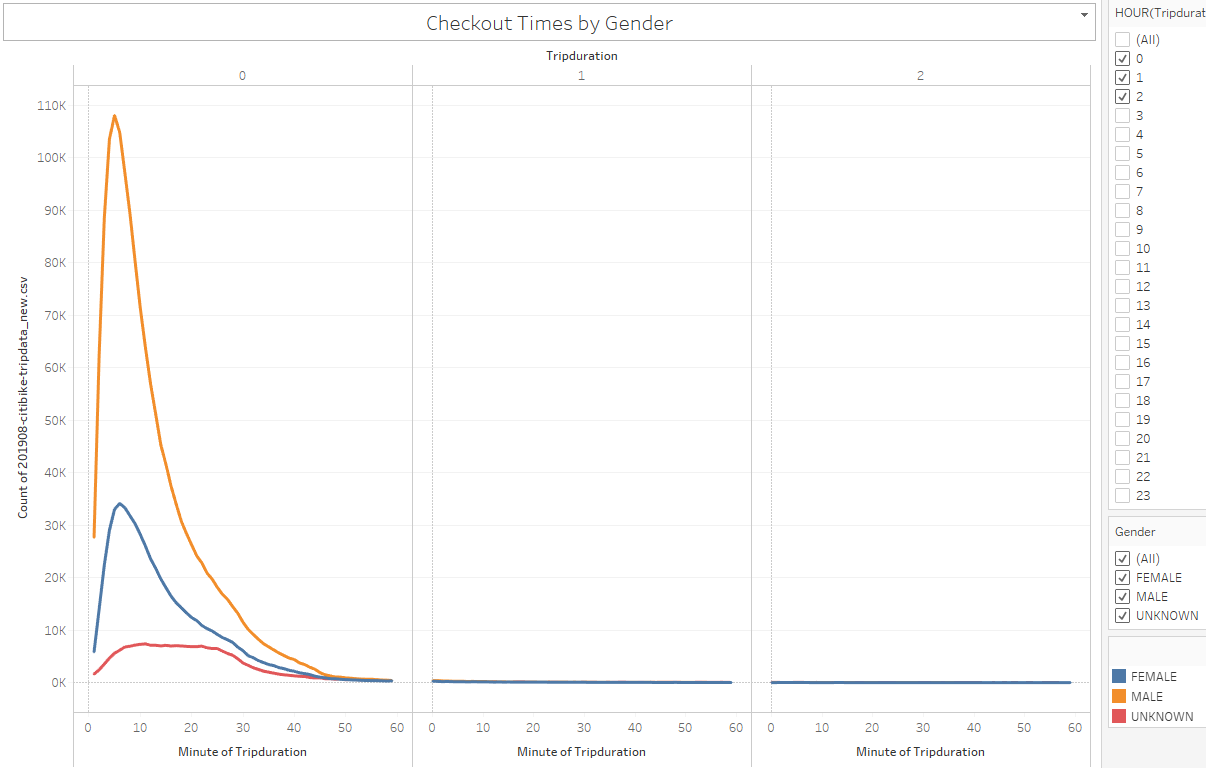 Checkout Times by Gender
Tripduration
0 1 2
110K
100K
90K
80K
70K
60K
50K
40K
30K
20K
10K
0K
Count of 201908-citibike-tripdata_new.csv
0 10 20 30 40 50 60 0 10 20 30 40 50 60 0 10 20 30 40 50 60
Minute of Tripduration Minute of Tripduration Minute of Tripduration
HOUR(Tripdurat
(All)
0
1
2
3
4
5
6
7
8
9
10
11
12
13
14
15
16
17
18
19
20
21
22
23
Gender
(All)
FEMALE
MALE
UNKNOWN
FEMALE
MALE
UNKNOWN